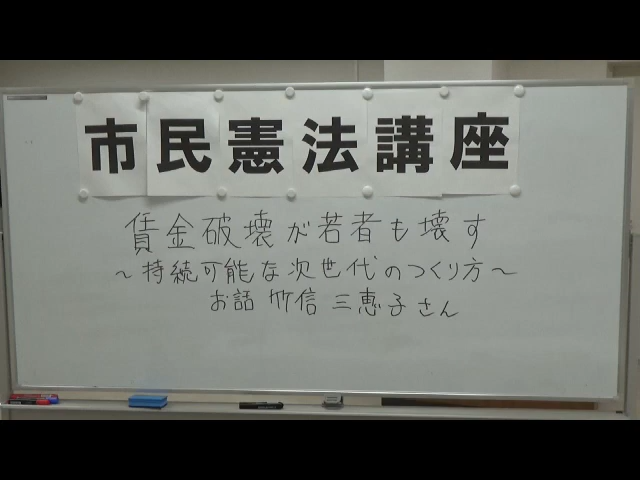 市民憲法講座
賃金破壊が若者も壊す
～持続可能な次世代のつくり方～
お話 竹信 三恵子さん